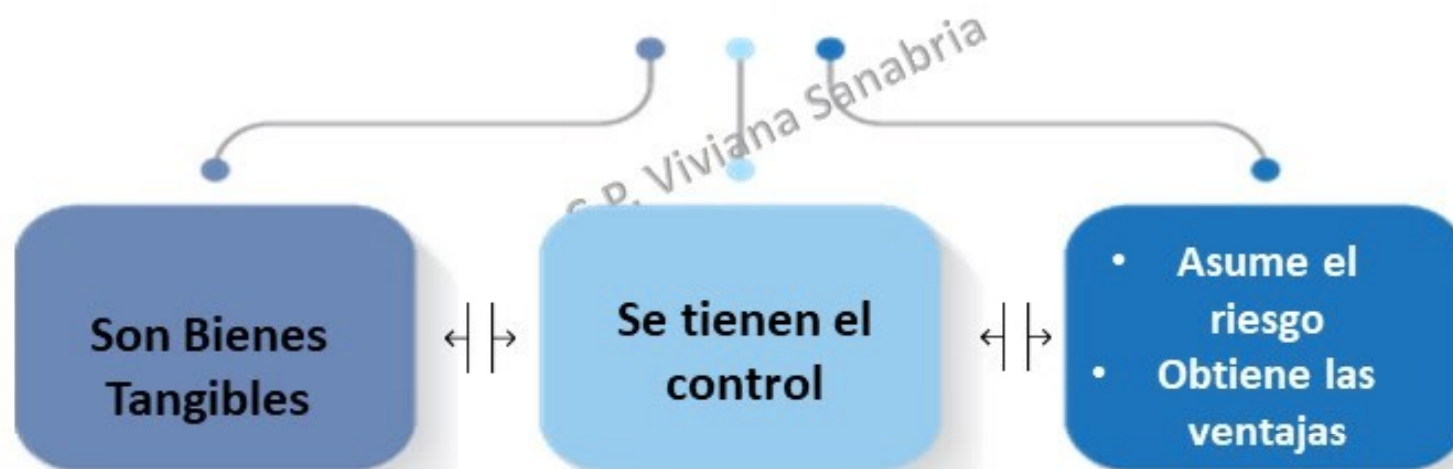 P. Viviana Sanabria
Son Bienes
Tangibles
Se tienen el
control
• Asume el
riesgo
• Obtiene las
ventajas